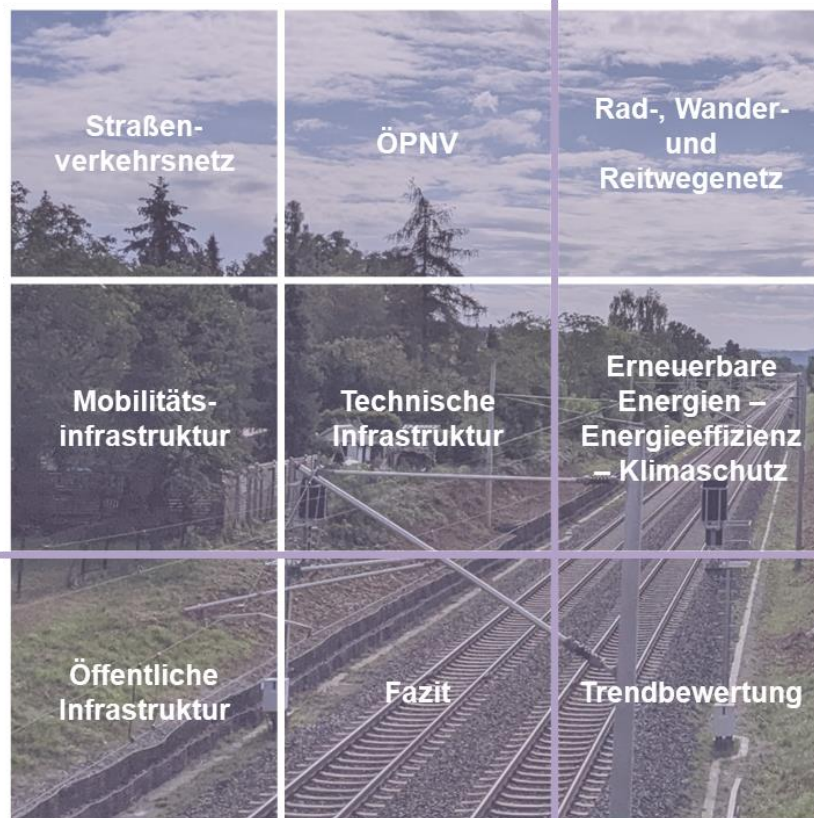 Straßen-
verkehrsnetz
ÖPNV
Rad-, Wander-
und
Reitwegenetz
Mobilitäts-
infrastruktur
Technische
Infrastruktur
Erneuerbare
Energien –
Energieeffizienz
– Klimaschutz
Öffentliche
Infrastruktur
Fazit
Trendbewertung